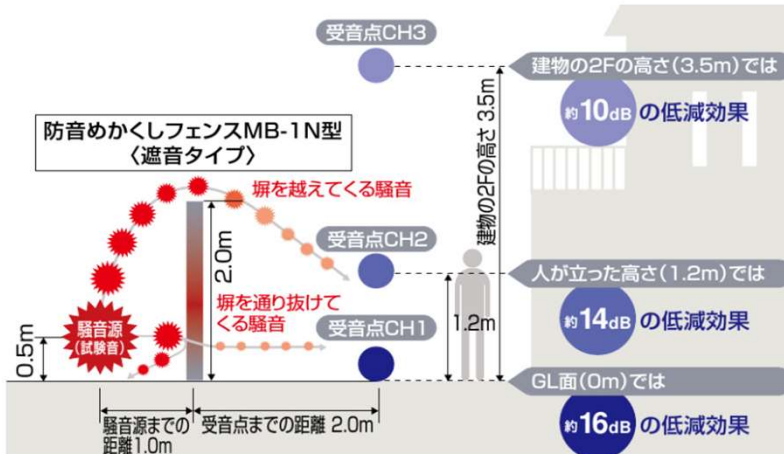 受音点CH3
建物の2Fの高さ(3.5m)では
約10dBの低減効果
防音めかくしフェンスMB-1N型
〈遮音タイプ〉
塀を越えてくる騒音
建物の2Fの高さ 3.5m
2.0m
受音点CH2
人が立った高さ(1.2m)では
約14dBの低減効果
塀を通り抜けて
くる騒音
1.2m
騒音源
(試験音)
0.5m
受音点CH1
GL面(0m)では
約16dBの低減効果
騒音源までの
距離1.0m
受音点までの距離 2.0m